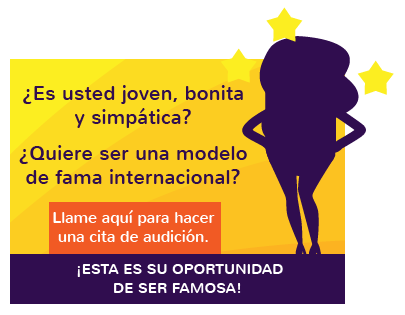 ¿Es usted joven, bonita
y simpática?
¿Quiere ser una modelo
de fama internacional?
Llame aquí para hacer
una cita de audición.
¡ESTA ES SU OPORTUNIDAD
DE SER FAMOSA!